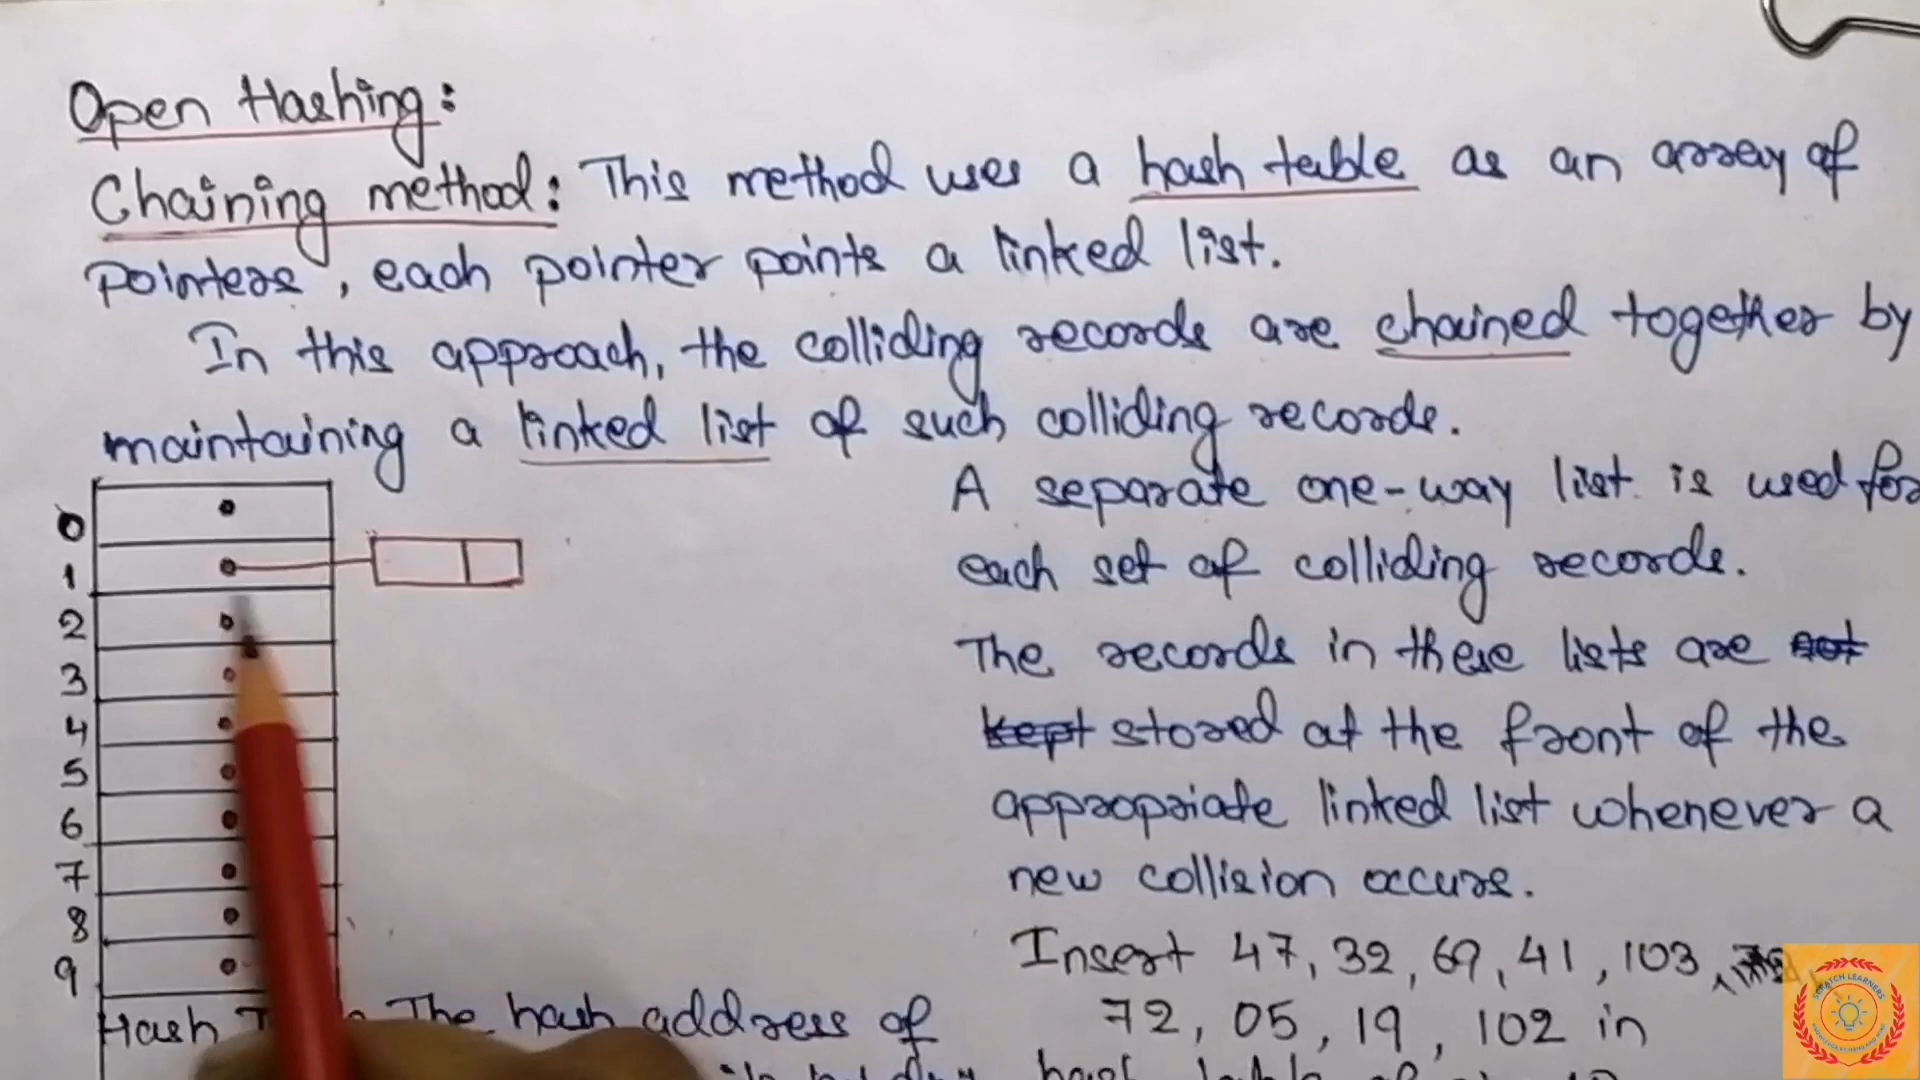 Open Hashing:
Chaining method: This method uses a hash table as an array of
pointers, each pointer points a linked list.
In this approach, the colliding records are chained together by
maintaining a linked list of such colliding records.
A separate one-way list is used for
each set of colliding records.
The records in these lists are not
kept stored at the front of the
appropriate linked list whenever a
new collision occurs.
Insert 47, 32, 69, 41, 103,
72, 05, 19, 102 in
0
1
2
3
4
5
6
7
8
9
Hash The hash address of
SCRATCH LEARNERS